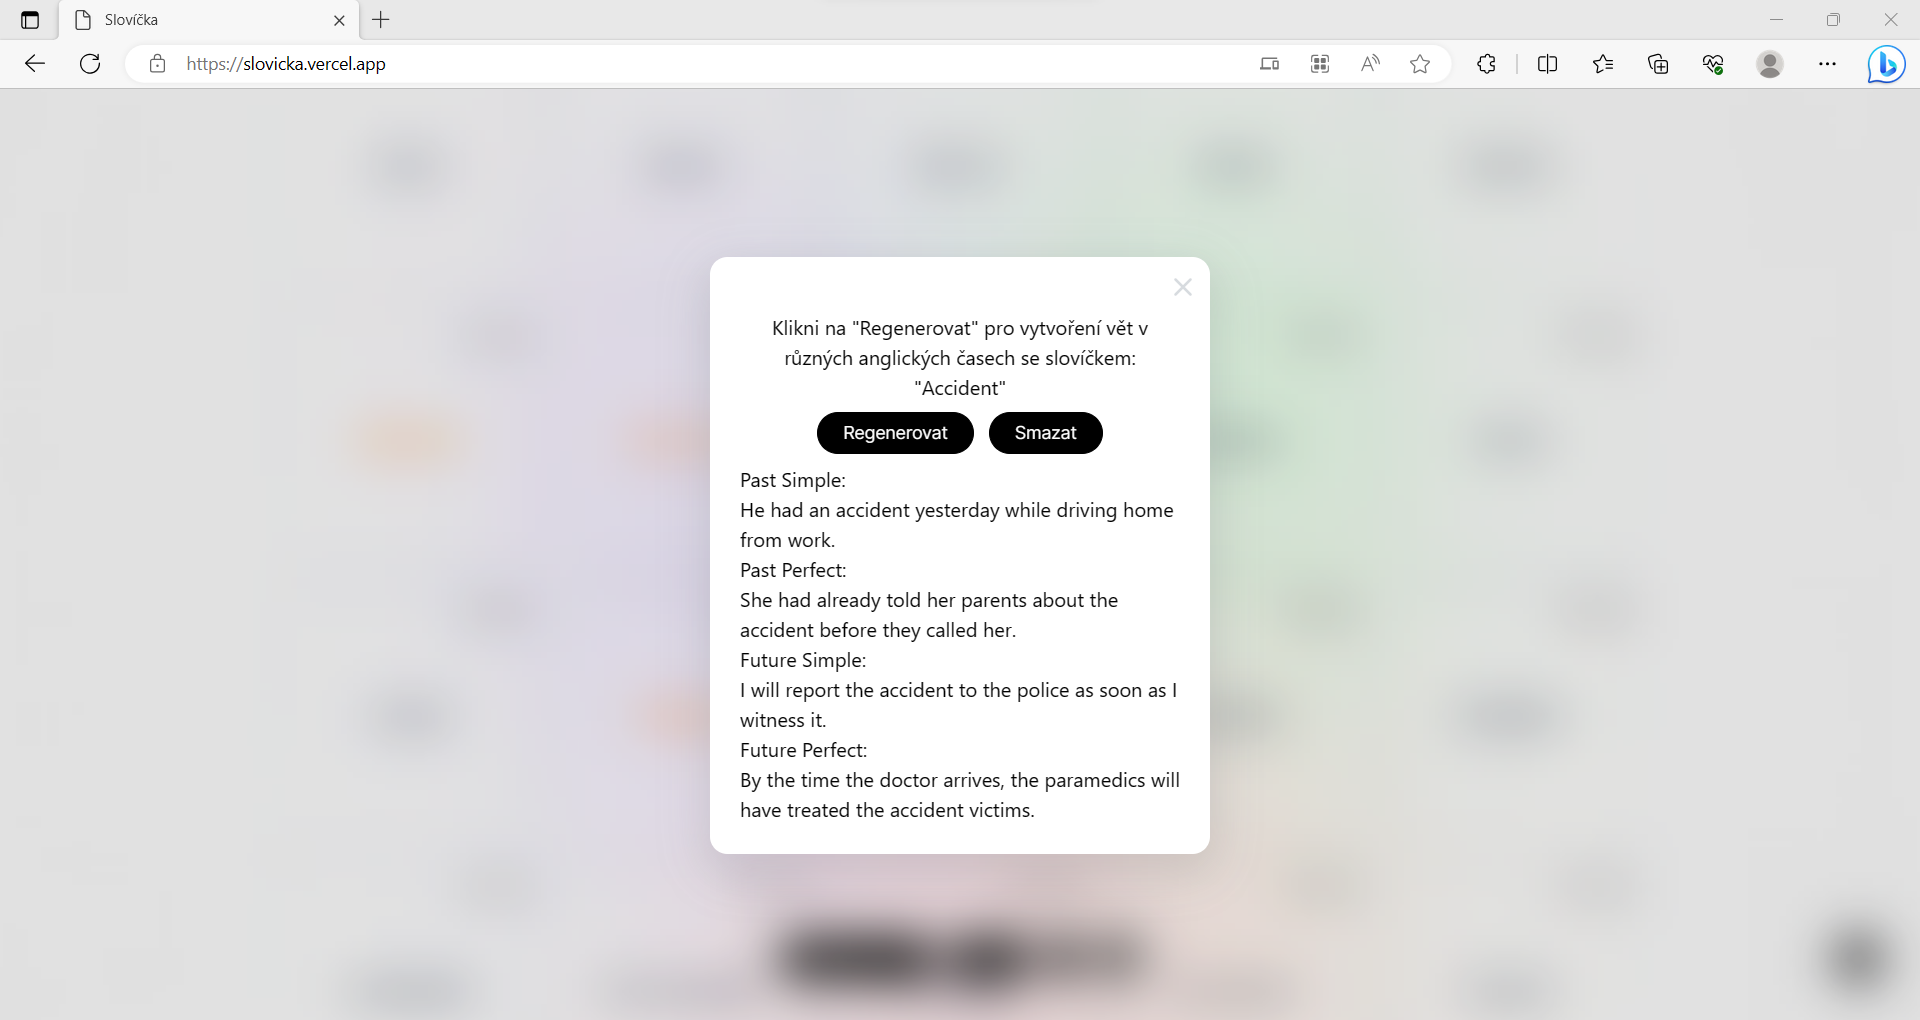 Slovíčka
https://slovicka.vercel.app
Klikni na "Regenerovat" pro vytvoření vět v
různých anglických časech se slovíčkem:
"Accident"
Regenerovat Smazat
Past Simple:
He had an accident yesterday while driving home
from work.
Past Perfect:
She had already told her parents about the
accident before they called her.
Future Simple:
I will report the accident to the police as soon as I
witness it.
Future Perfect:
By the time the doctor arrives, the paramedics will
have treated the accident victims.